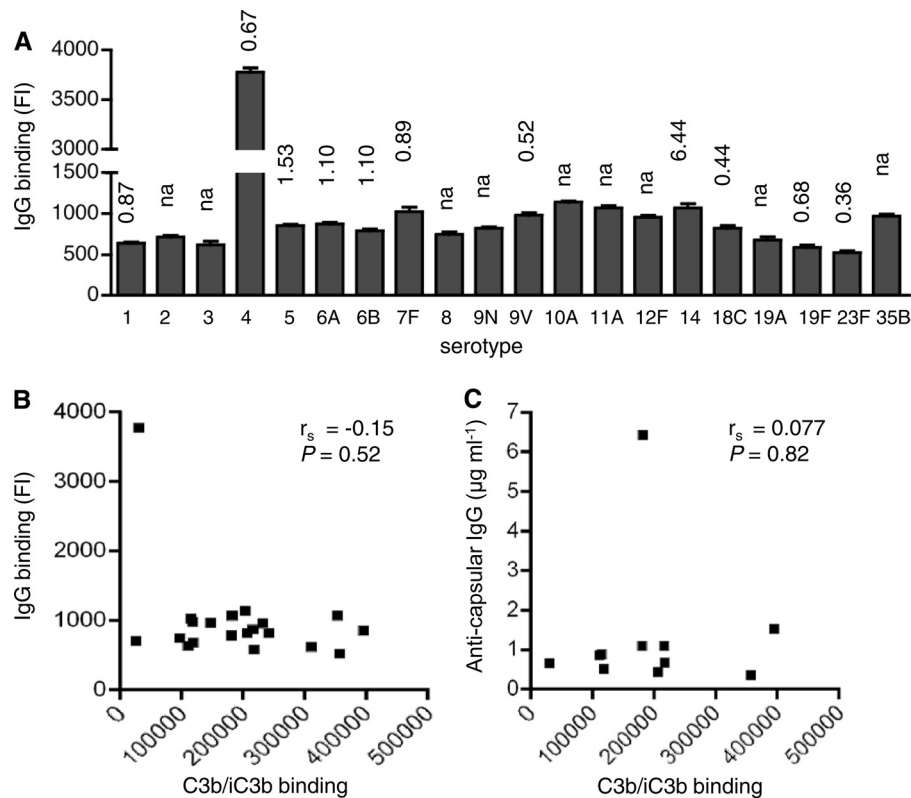 A
IgG binding (FI)
4000
3500
3000
1500
1000
500
0
0.87 na na 0.67 1.53 1.10 1.10 0.89 na na 0.52 na na na 6.44 0.44 na 0.68 0.36 na
1 2 3 4 5 6A 6B 7F 8 9N 9V 10A 11A 12F 14 18C 19A 19F 23F 35B
serotype
B
IgG binding (FI)
4000
3000
2000
1000
0
r_s = -0.15
P = 0.52
0 100000 200000 300000 400000 500000
C3b/iC3b binding
C
Anti-capsular IgG (µg ml⁻¹)
7
6
5
4
3
2
1
0
r_s = 0.077
P = 0.82
0 100000 200000 300000 400000 500000
C3b/iC3b binding